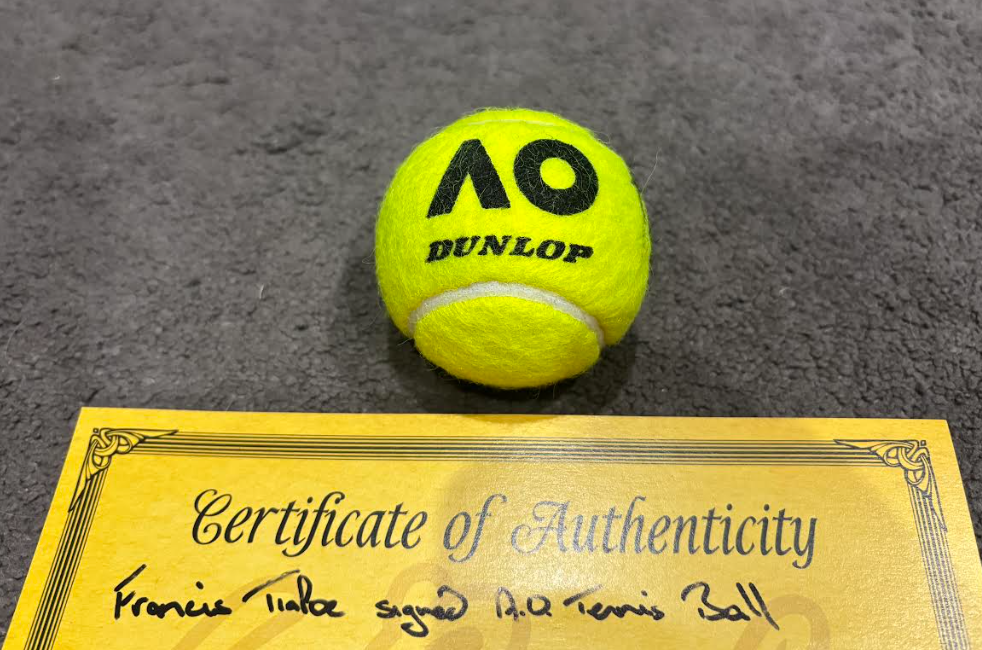 AO
DUNLOP
Certificate of Authenticity
Francis Tiafoe signed A.O Tennis Ball